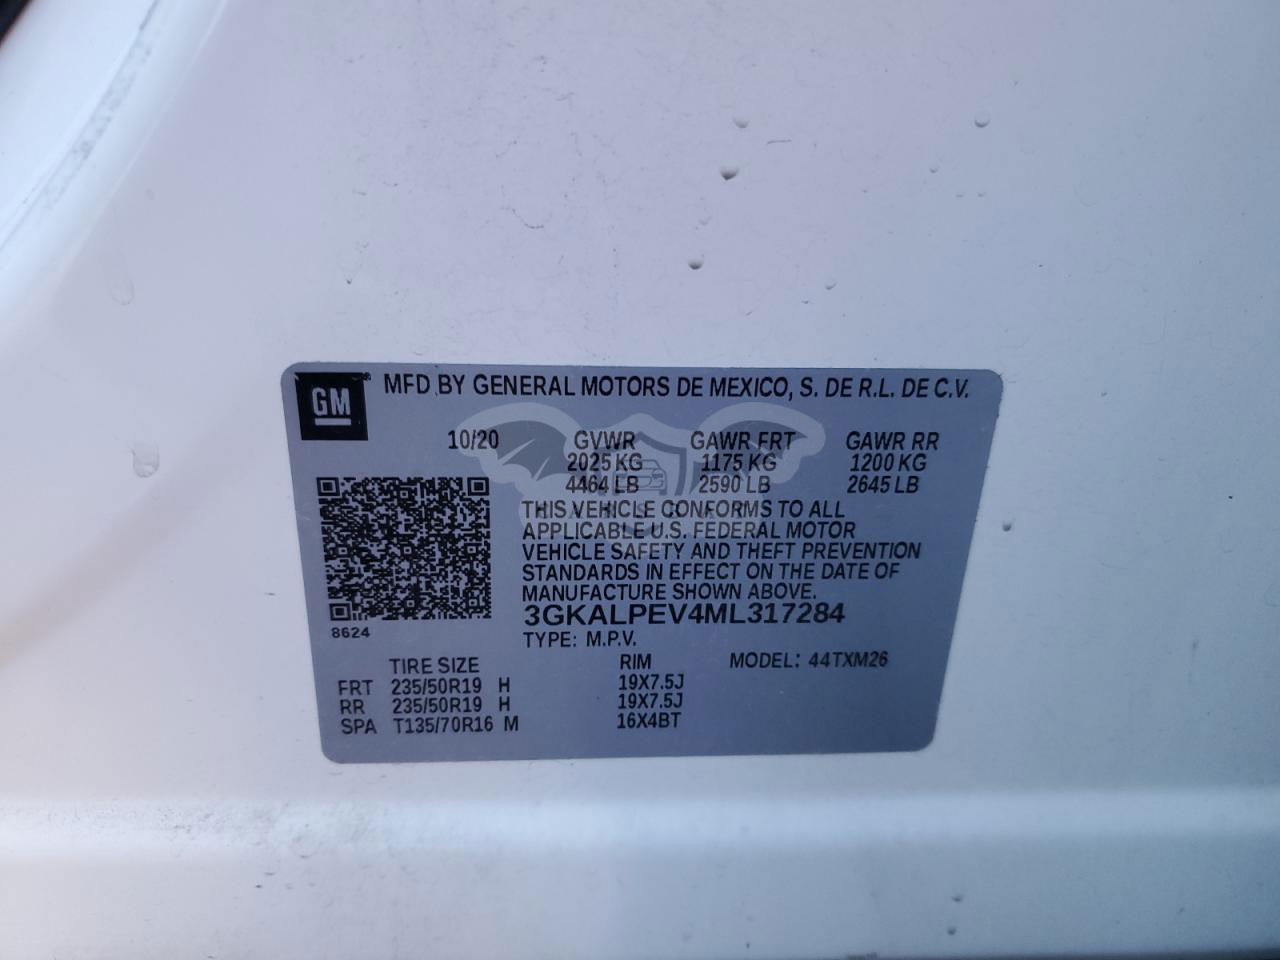 GM
MFD BY GENERAL MOTORS DE MEXICO, S. DE R.L. DE C.V.
10/20 GVWR GAWR FRT GAWR RR
2025 KG 1175 KG 1200 KG
4464 LB 2590 LB 2645 LB
THIS VEHICLE CONFORMS TO ALL
APPLICABLE U.S. FEDERAL MOTOR
VEHICLE SAFETY AND THEFT PREVENTION
STANDARDS IN EFFECT ON THE DATE OF
MANUFACTURE SHOWN ABOVE.
3GKALPEV4ML317284
8624
TYPE: M.P.V.
TIRE SIZE RIM MODEL: 44TXM26
FRT 235/50R19 H 19X7.5J
RR 235/50R19 H 19X7.5J
SPA T135/70R16 M 16X4BT